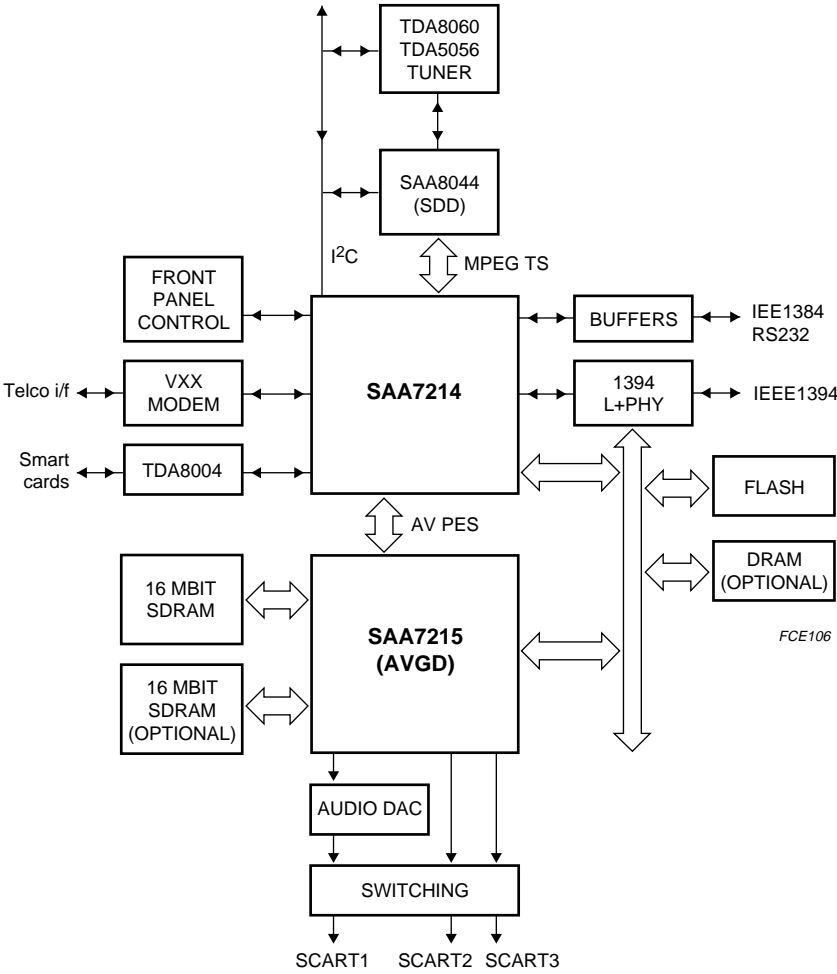 TDA8060
TDA5056
TUNER
SAA8044
(SDD)
I2C
MPEG TS
FRONT
PANEL
CONTROL
BUFFERS
IEE1384
RS232
Telco i/f
VXX
MODEM
SAA7214
1394
L+PHY
IEEE1394
Smart
cards
TDA8004
FLASH
AV PES
DRAM
(OPTIONAL)
16 MBIT
SDRAM
SAA7215
(AVGD)
FCE106
16 MBIT
SDRAM
(OPTIONAL)
AUDIO DAC
SWITCHING
SCART1
SCART2
SCART3